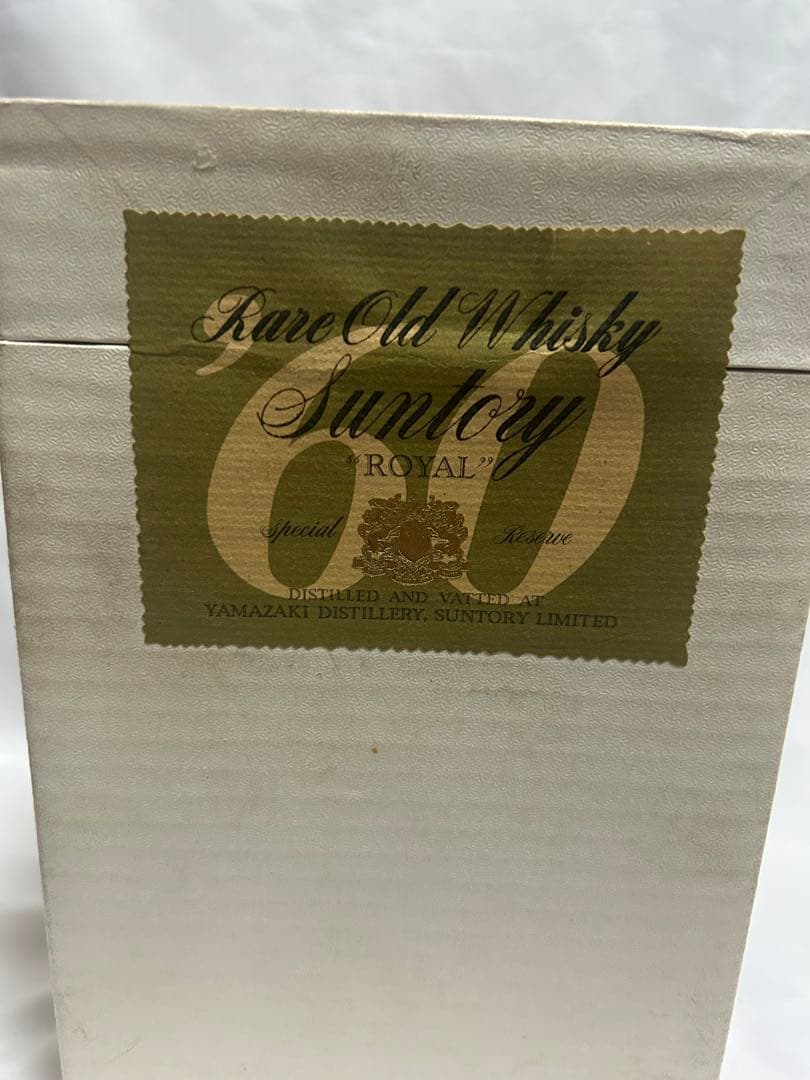 Rare Old Whisky
'60
Suntory
"ROYAL"
Special Reserve
DISTILLED AND VATTED AT
YAMAZAKI DISTILLERY, SUNTORY LIMITED